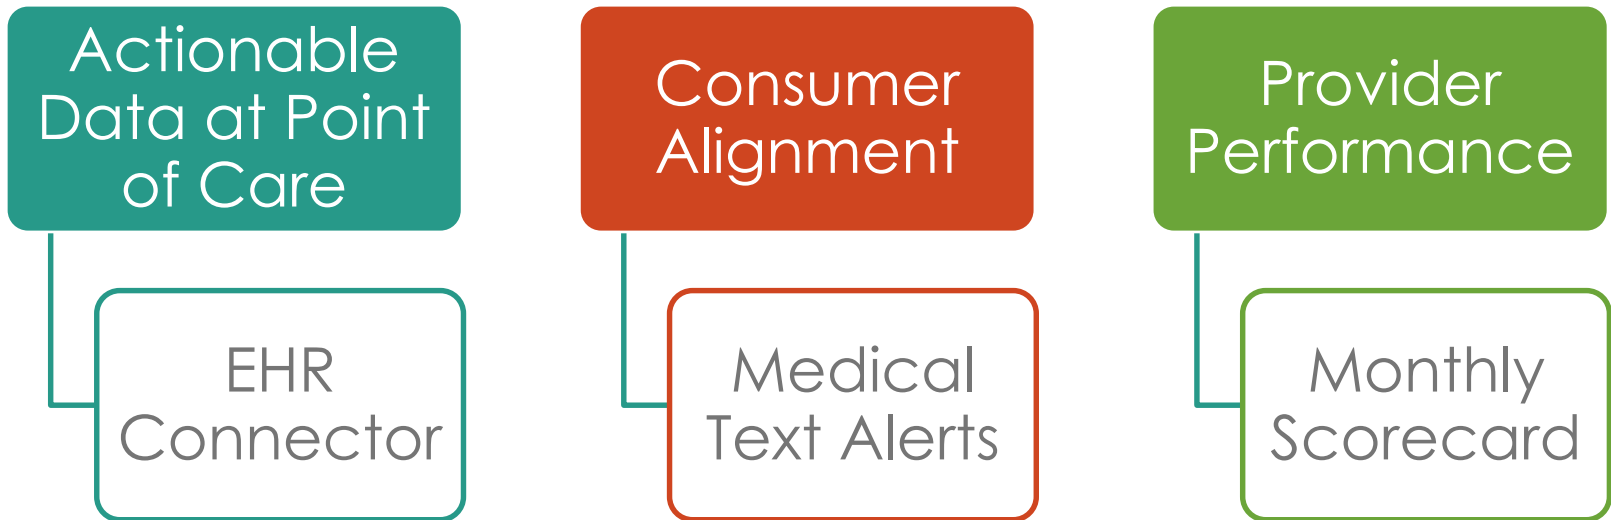 Actionable
Data at Point
of Care
EHR
Connector
Consumer
Alignment
Medical
Text Alerts
Provider
Performance
Monthly
Scorecard